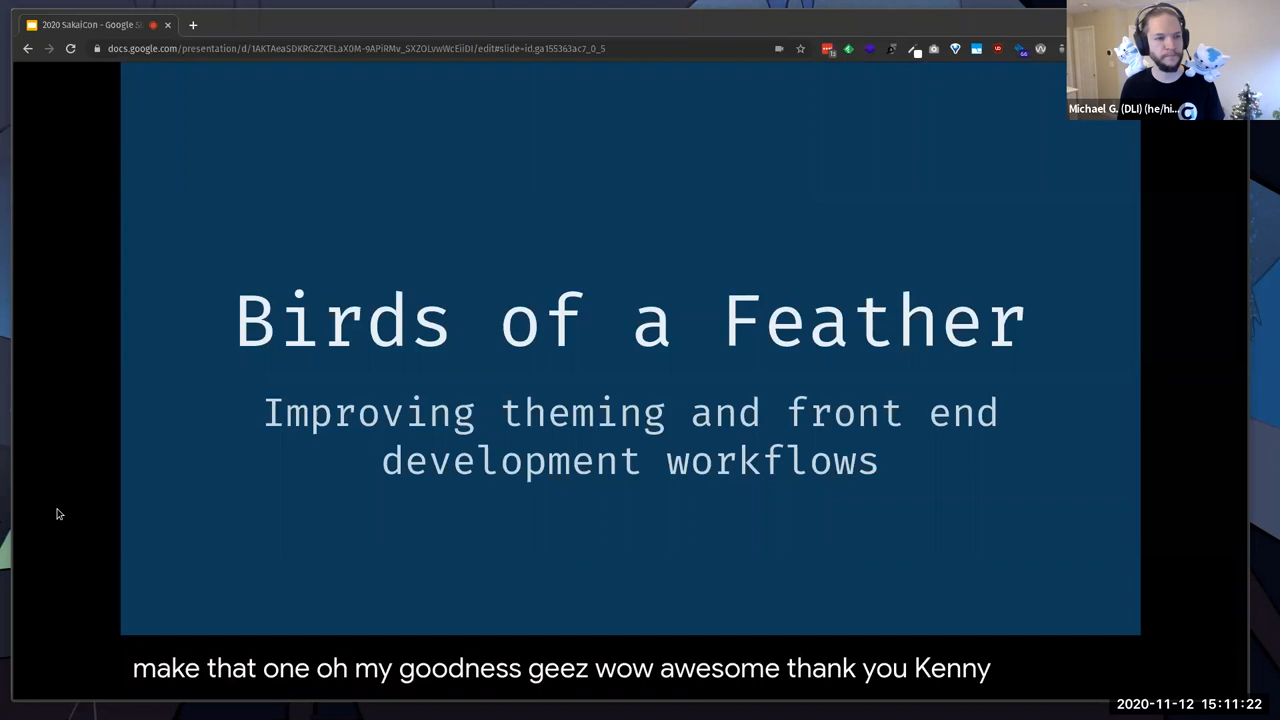 2020 SakaiCon - Google Sl
docs.google.com/presentation/d/1AKTAeaSDKRGZZKELaX0M-9APiRMv_SXZOLvwWcEiiDI/edit#slide=id.ga155363ac7_0_5
Michael G. (DLI) (he/hi...
Birds of a Feather
Improving theming and front end
development workflows
make that one oh my goodness geez wow awesome thank you Kenny
2020-11-12 15:11:22